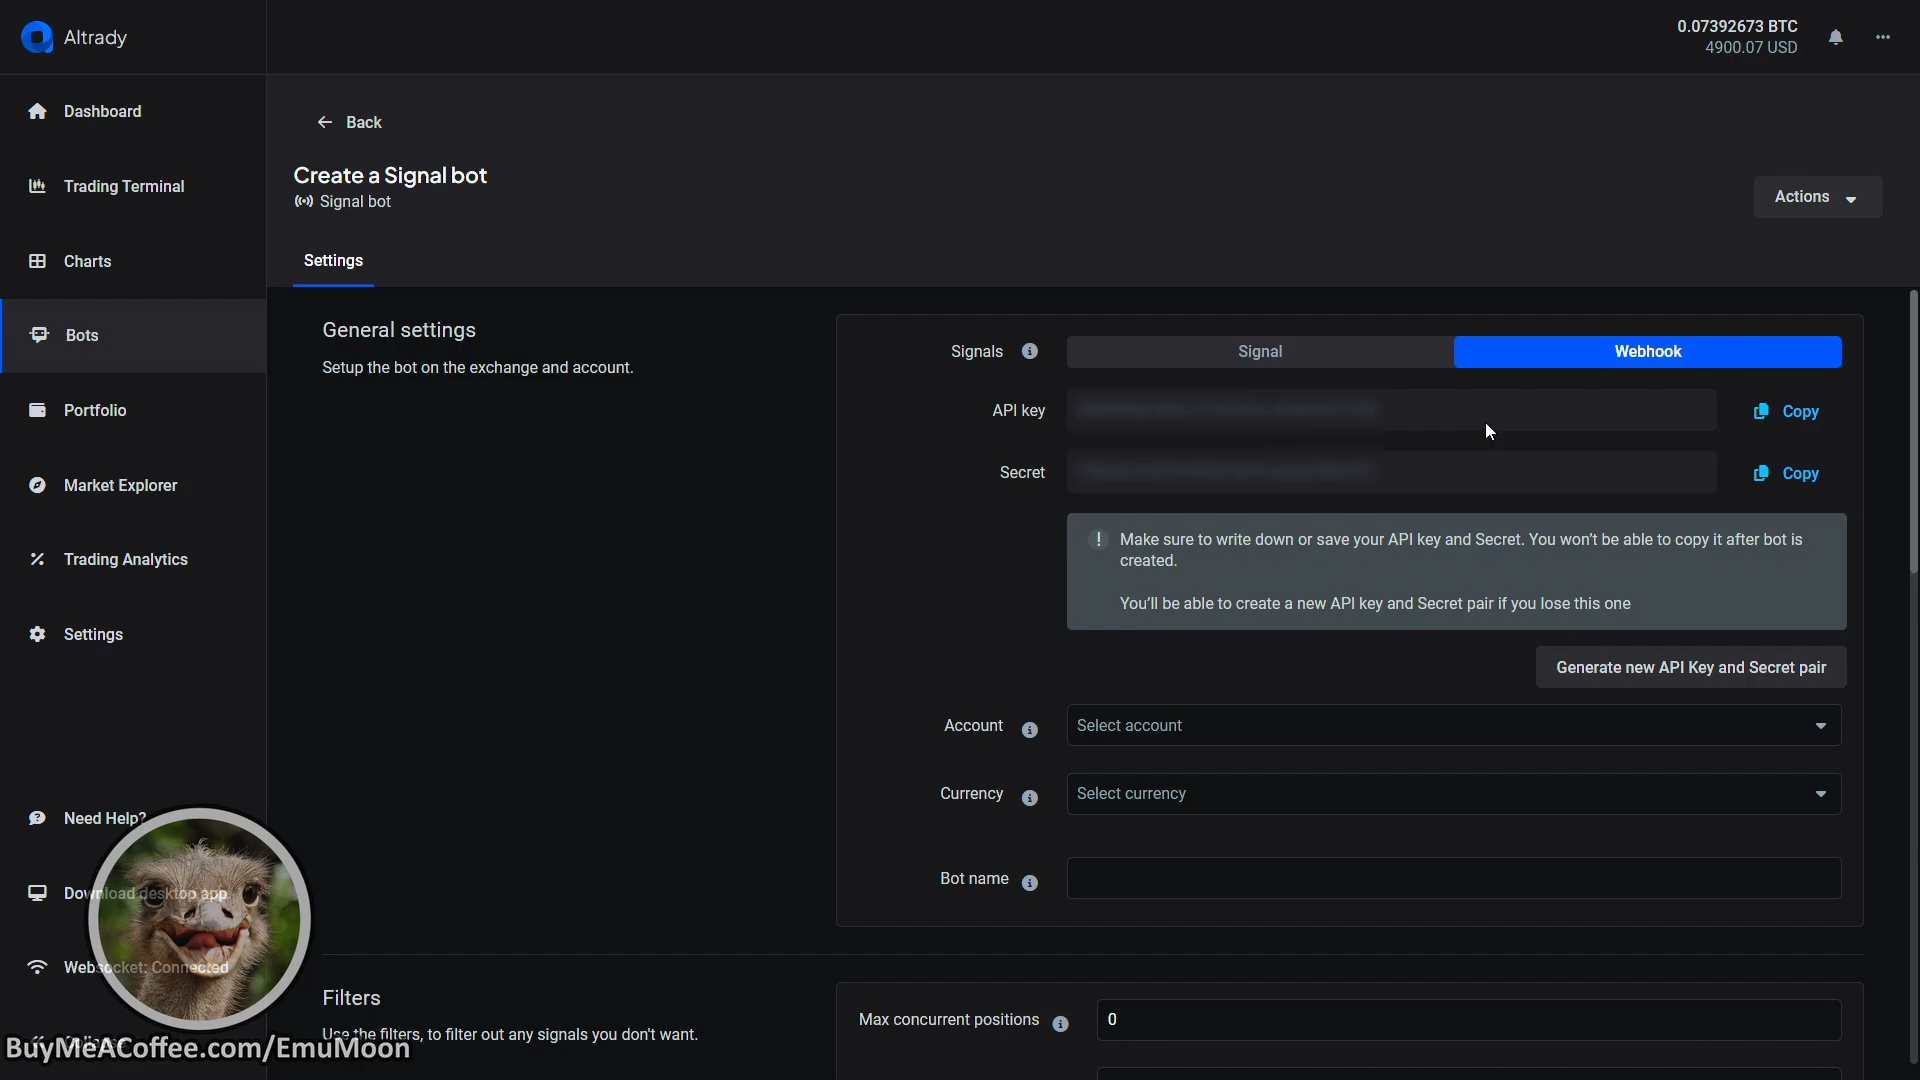 Altrady
0.07392673 BTC
4900.07 USD
Dashboard
Trading Terminal
Charts
Bots
Portfolio
Market Explorer
Trading Analytics
Settings
Need Help?
Download desktop app
Websocket: Connected
BuyMeACoffee.com/EmuMoon
Back
Create a Signal bot
Signal bot
Actions
Settings
General settings
Setup the bot on the exchange and account.
Signals
Signal
Webhook
API key
Copy
Secret
Copy
Make sure to write down or save your API key and Secret. You won't be able to copy it after bot is
created.
You'll be able to create a new API key and Secret pair if you lose this one
Generate new API Key and Secret pair
Account
Select account
Currency
Select currency
Bot name
Filters
Use the filters, to filter out any signals you don't want.
Max concurrent positions
0